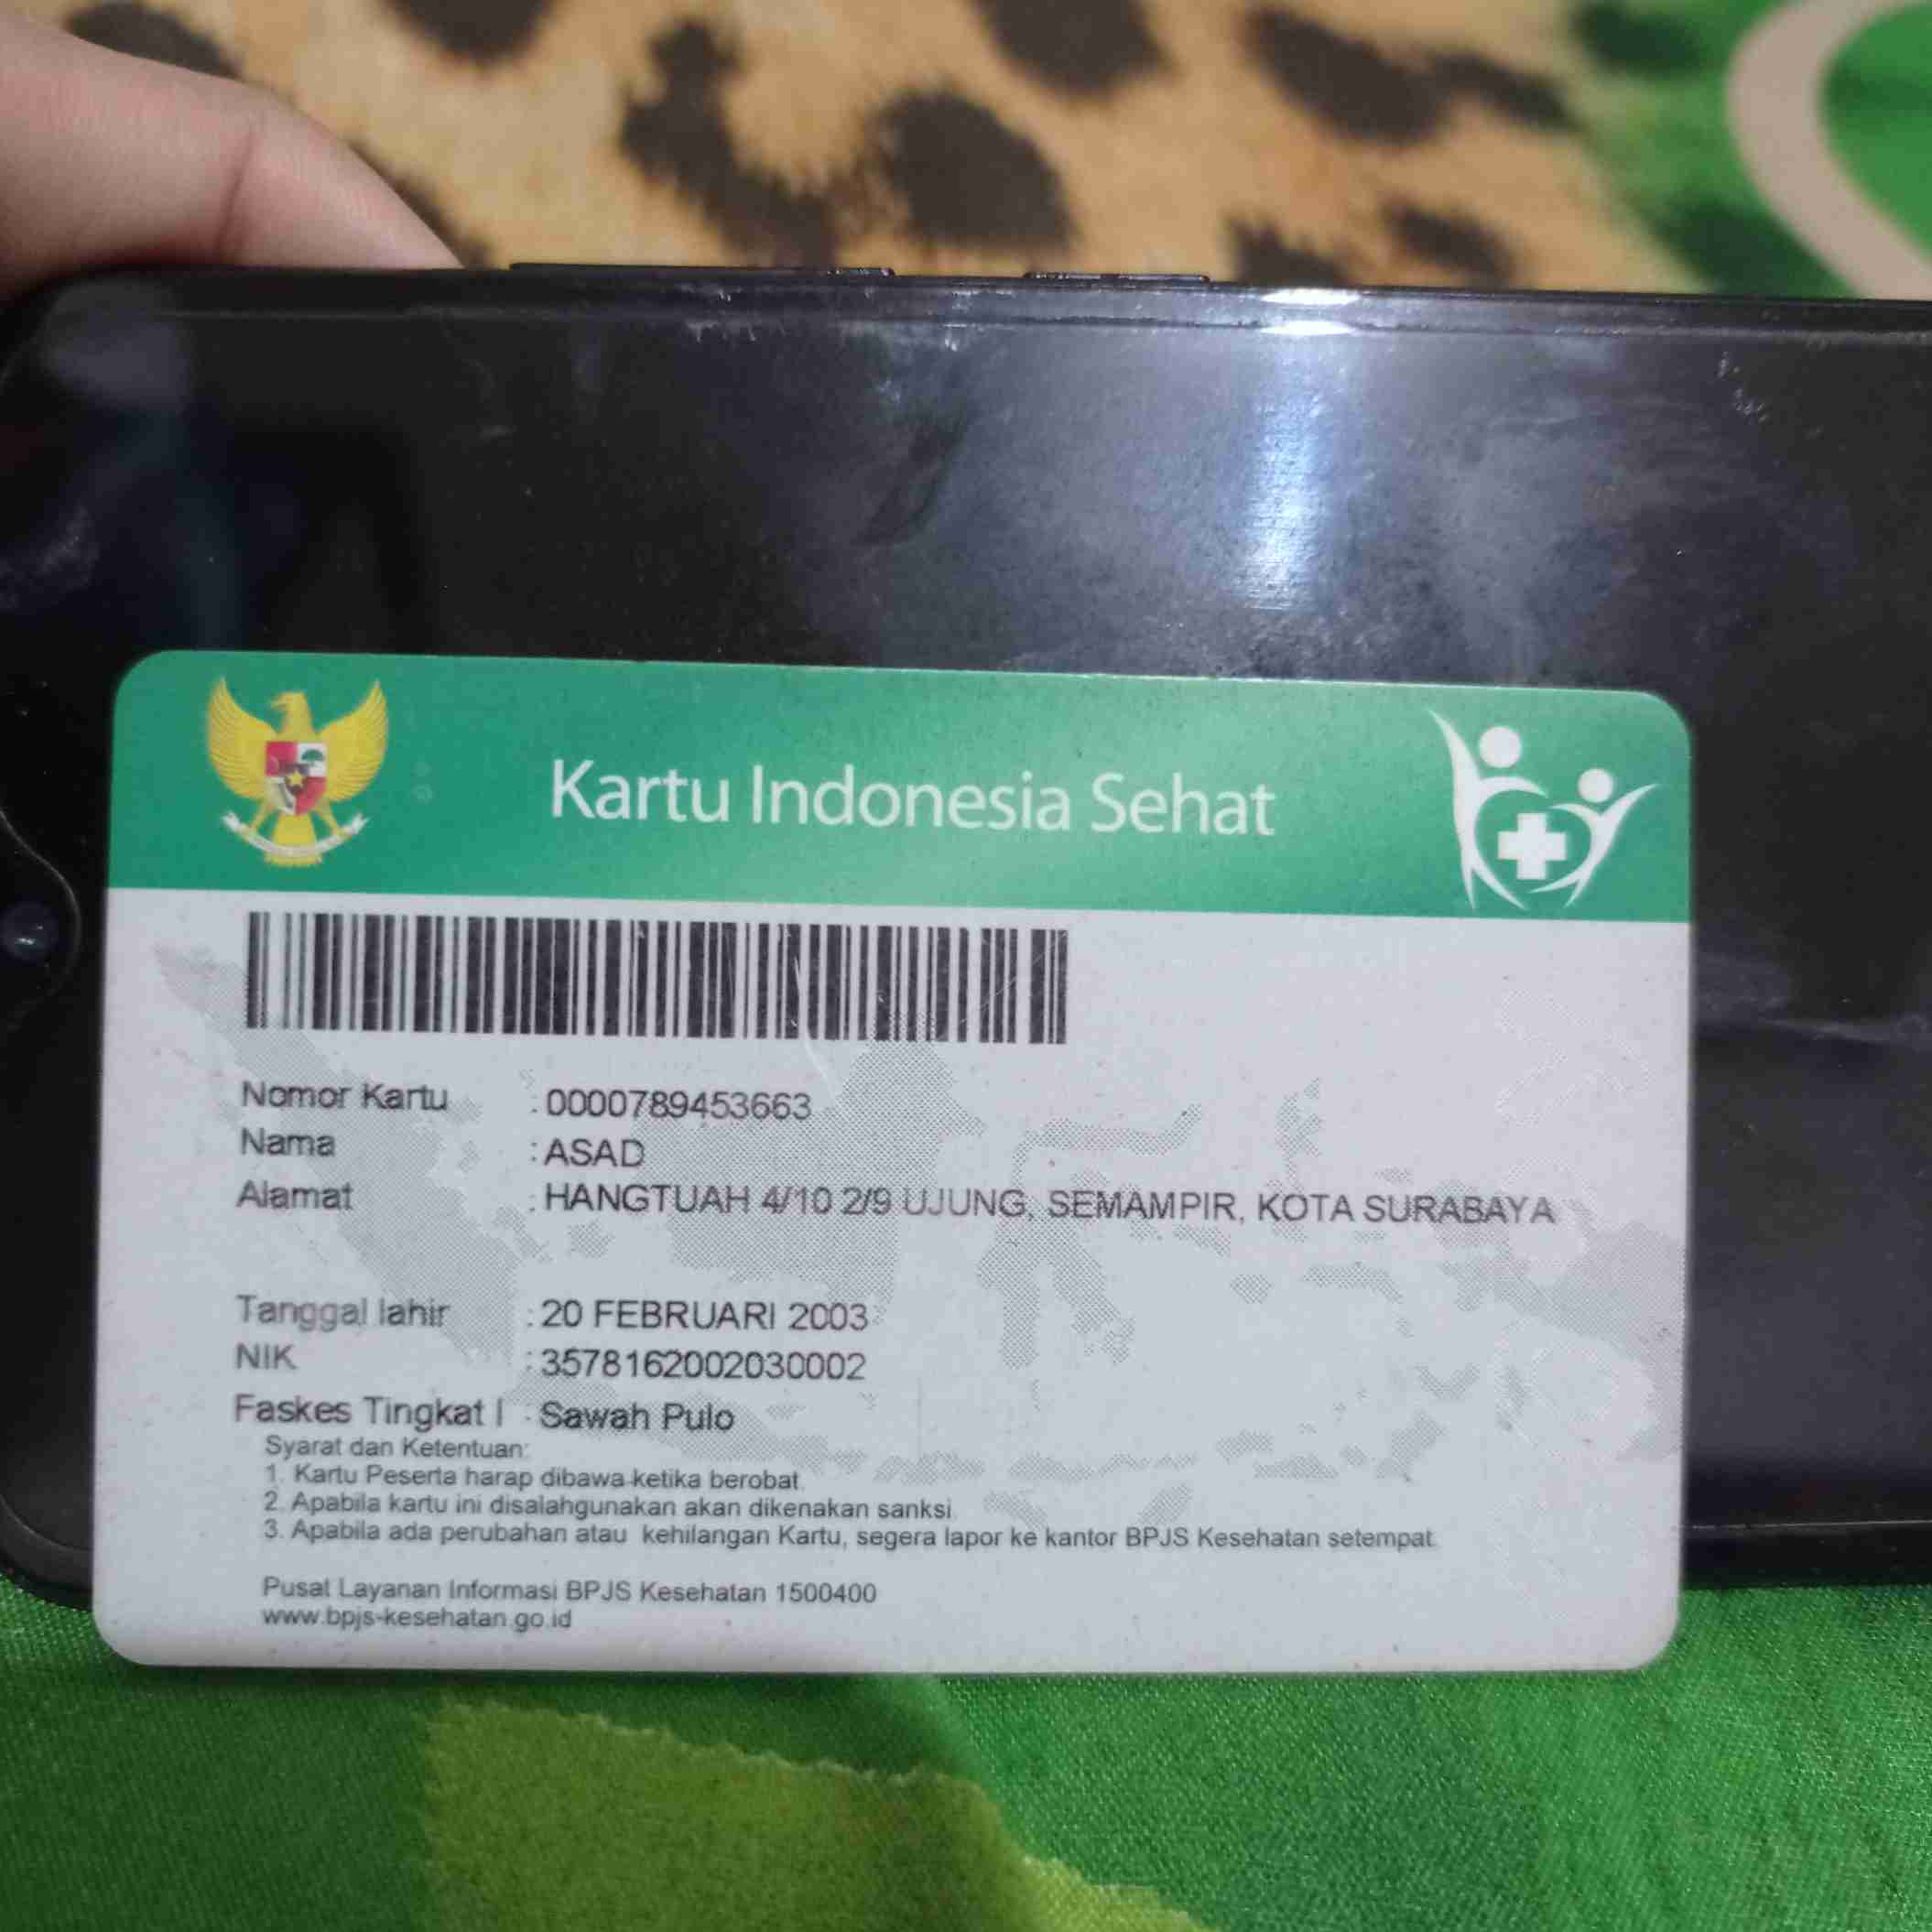 Kartu Indonesia Sehat
Nomor Kartu : 0000789453663
Nama : ASAD
Alamat : HANGTUAH 4/10 2/9 UJUNG, SEMAMPIR, KOTA SURABAYA
Tanggal lahir : 20 FEBRUARI 2003
NIK : 3578162002030002
Faskes Tingkat I : Sawah Pulo
Syarat dan Ketentuan:
1. Kartu Peserta harap dibawa ketika berobat.
2. Apabila kartu ini disalahgunakan akan dikenakan sanksi.
3. Apabila ada perubahan atau kehilangan Kartu, segera lapor ke kantor BPJS Kesehatan setempat.
Pusat Layanan Informasi BPJS Kesehatan 1500400
www.bpjs-kesehatan.go.id